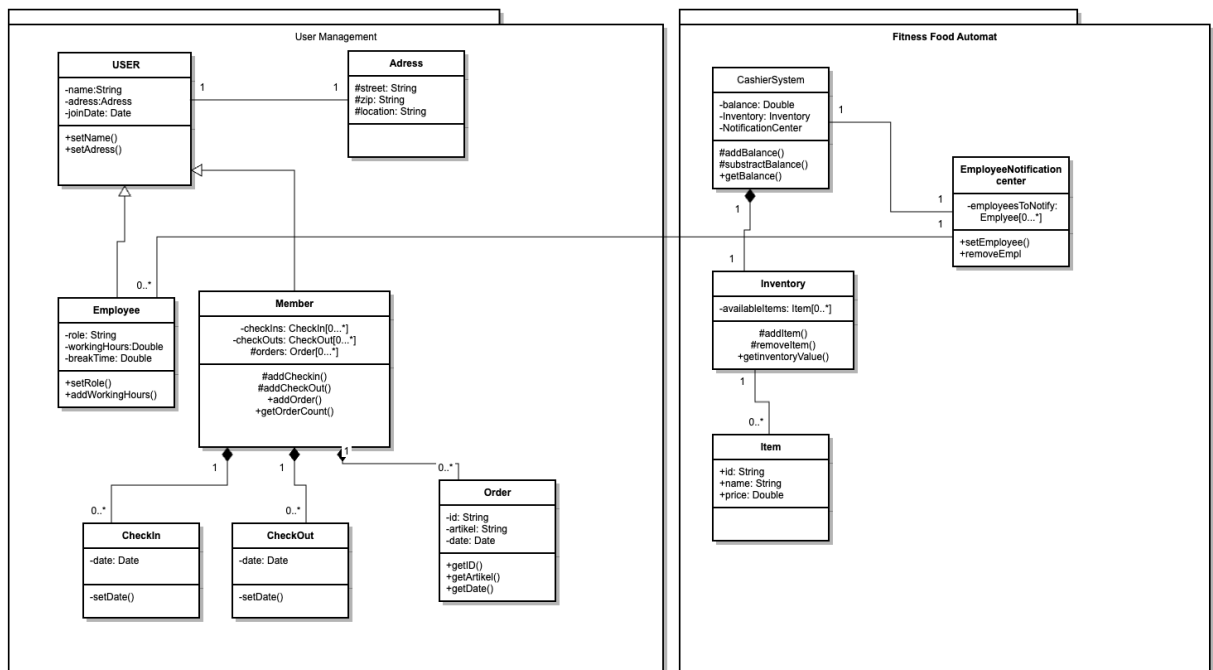 User Management
USER
-name:String
-adress:Adress
-joinDate: Date
+setName()
+setAdress()
1
1
Adress
#street: String
#zip: String
#location: String
Employee
-role: String
-workingHours:Double
-breakTime: Double
+setRole()
+addWorkingHours()
0..*
Member
-checkIns: CheckIn[0...*]
-checkOuts: CheckOut[0...*]
#orders: Order[0...*]
#addCheckin()
#addCheckOut()
+addOrder()
+getOrderCount()
1
1
1
0..*
0..*
0..*
CheckIn
-date: Date
-setDate()
CheckOut
-date: Date
-setDate()
Order
-id: String
-artikel: String
-date: Date
+getID()
+getArtikel()
+getDate()
Fitness Food Automat
CashierSystem
-balance: Double
-Inventory: Inventory
-NotificationCenter
#addBalance()
#substractBalance()
+getBalance()
1
1
1
EmployeeNotification
center
-employeesToNotify:
Emplyee[0...*]
+setEmployee()
+removeEmpl
1
1
Inventory
-availableItems: Item[0..*]
#addItem()
#removeItem()
+getinventoryValue()
1
0..*
Item
+id: String
+name: String
+price: Double